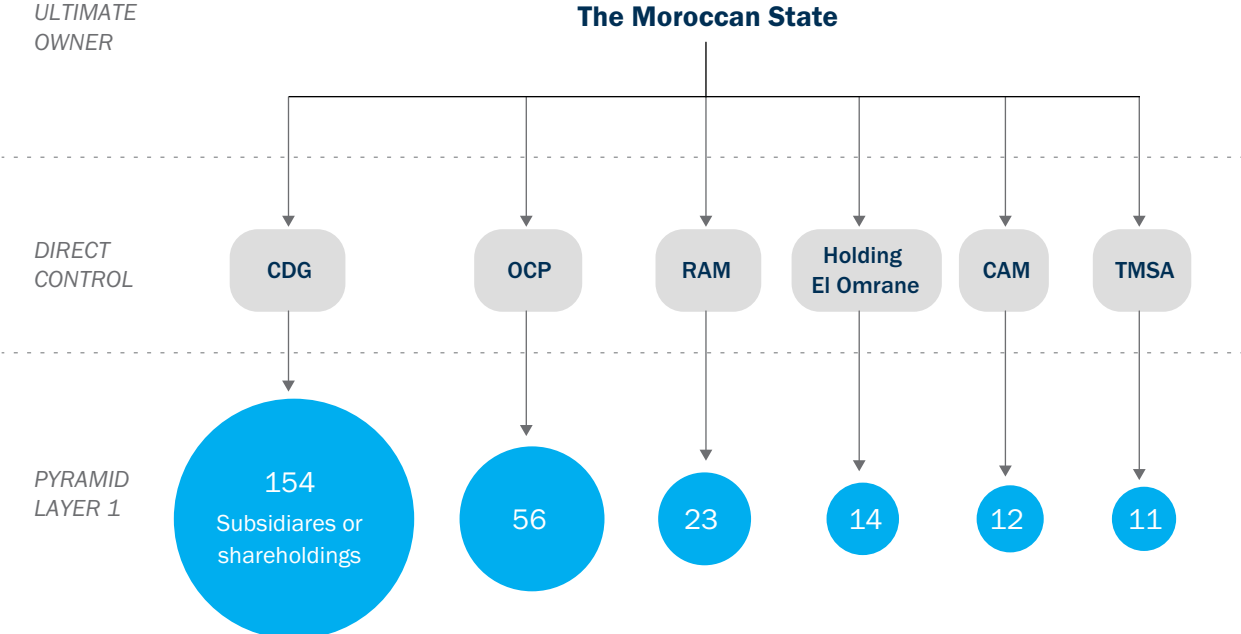 ULTIMATE
OWNER
The Moroccan State
DIRECT
CONTROL
CDG
OCP
RAM
Holding
El Omrane
CAM
TMSA
PYRAMID
LAYER 1
154
Subsidiares or
shareholdings
56
23
14
12
11